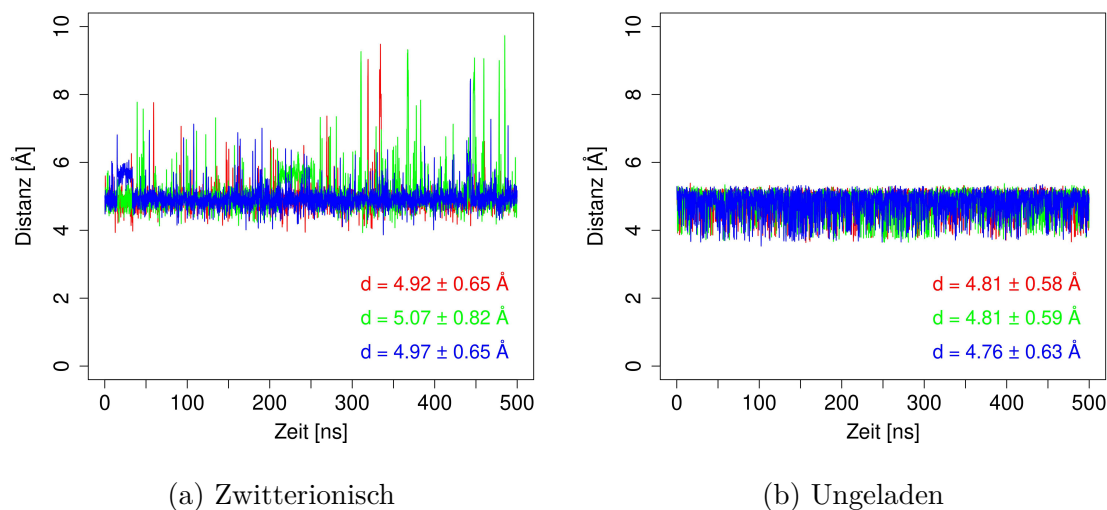 Distanz [Å]
10
8
6
4
2
0
d = 4.92 ± 0.65 Å
d = 5.07 ± 0.82 Å
d = 4.97 ± 0.65 Å
0 100 200 300 400 500
Zeit [ns]
(a) Zwitterionisch
Distanz [Å]
10
8
6
4
2
0
d = 4.81 ± 0.58 Å
d = 4.81 ± 0.59 Å
d = 4.76 ± 0.63 Å
0 100 200 300 400 500
Zeit [ns]
(b) Ungeladen